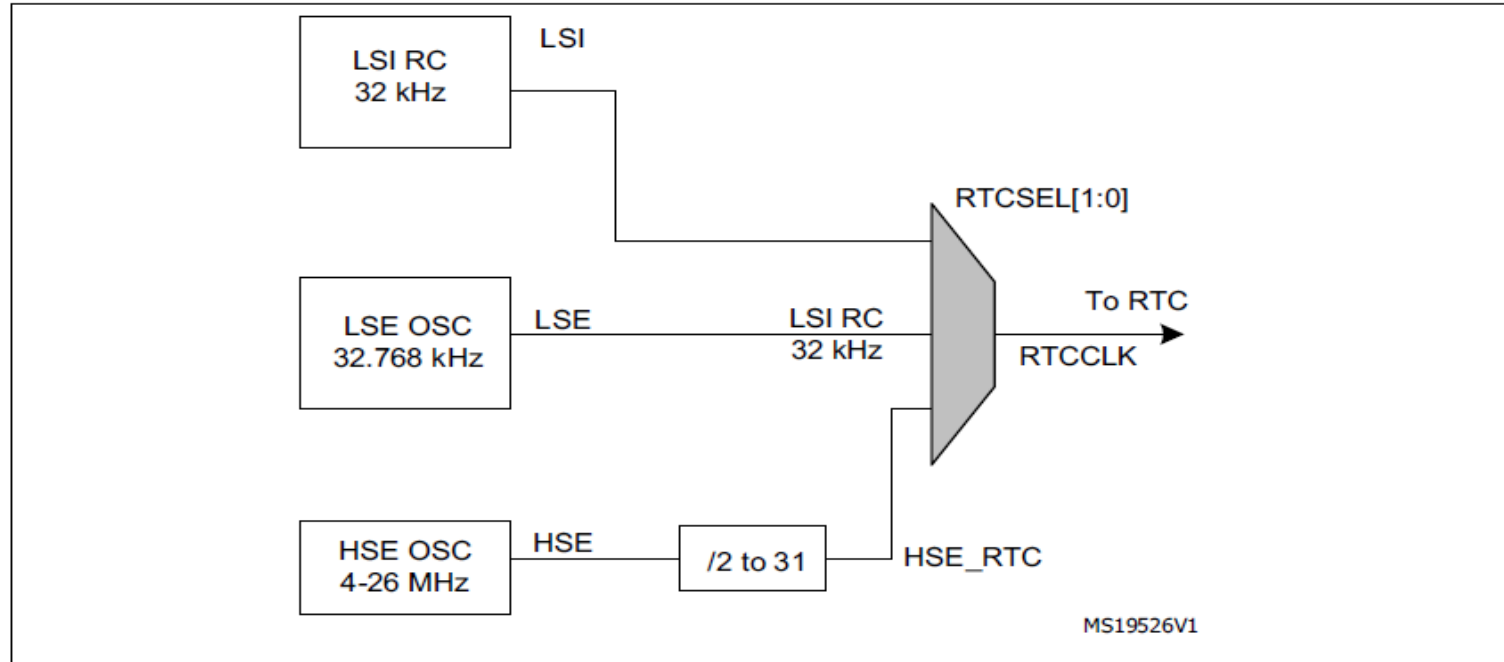 LSI RC
32 kHz
LSI
RTCSEL[1:0]
LSE OSC
32.768 kHz
LSE
LSI RC
32 kHz
To RTC
RTCCLK
HSE OSC
4-26 MHz
HSE
/2 to 31
HSE_RTC
MS19526V1